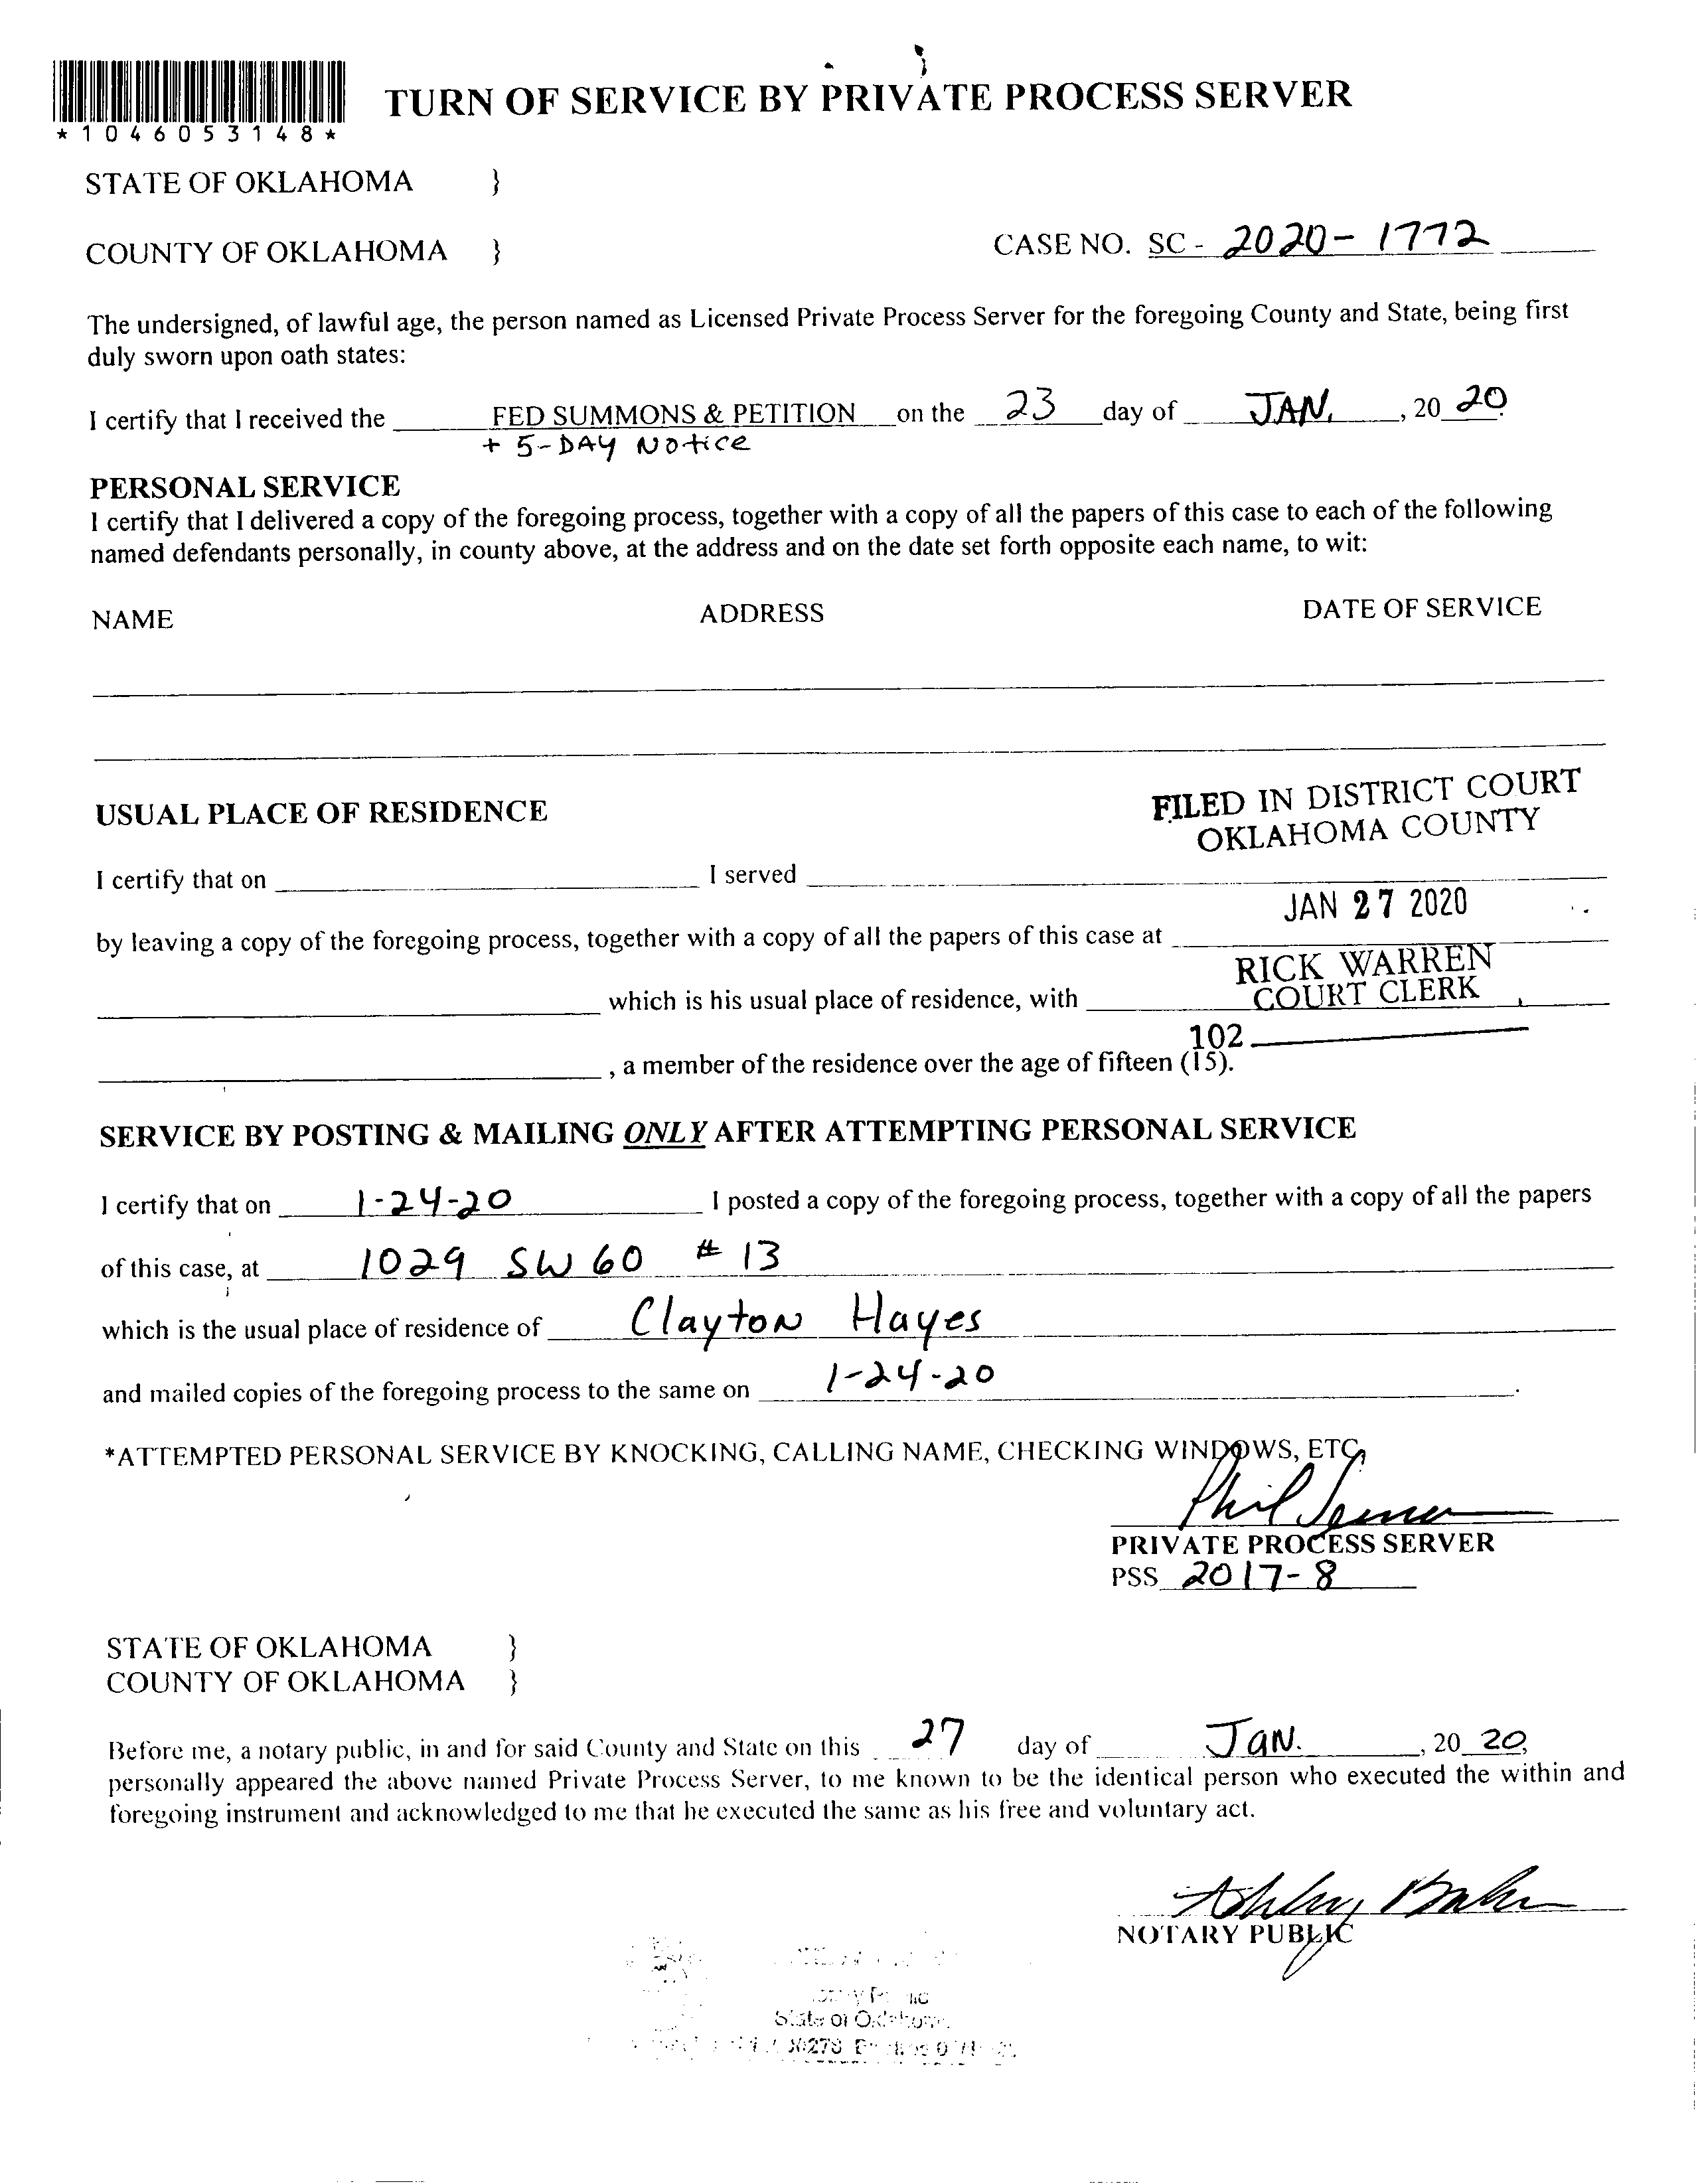 TURN OF SERVICE BY PRIVATE PROCESS SERVER
*1046053148*
STATE OF OKLAHOMA }
COUNTY OF OKLAHOMA } CASE NO. SC - 2020-1772
The undersigned, of lawful age, the person named as Licensed Private Process Server for the foregoing County and State, being first
duly sworn upon oath states:
I certify that I received the FED SUMMONS & PETITION on the 23 day of JAN. , 20 20.
+ 5-DAY Notice
PERSONAL SERVICE
I certify that I delivered a copy of the foregoing process, together with a copy of all the papers of this case to each of the following
named defendants personally, in county above, at the address and on the date set forth opposite each name, to wit:
NAME ADDRESS DATE OF SERVICE
FILED IN DISTRICT COURT
OKLAHOMA COUNTY
USUAL PLACE OF RESIDENCE
I certify that on I served
JAN 27 2020
by leaving a copy of the foregoing process, together with a copy of all the papers of this case at
RICK WARREN
COURT CLERK
which is his usual place of residence, with ,
102
, a member of the residence over the age of fifteen (15).
SERVICE BY POSTING & MAILING ONLY AFTER ATTEMPTING PERSONAL SERVICE
I certify that on 1-24-20 I posted a copy of the foregoing process, together with a copy of all the papers
of this case, at 1029 SW 60 # 13
which is the usual place of residence of Clayton Hayes
and mailed copies of the foregoing process to the same on 1-24-20 .
*ATTEMPTED PERSONAL SERVICE BY KNOCKING, CALLING NAME, CHECKING WINDOWS, ETC,
Phil
PRIVATE PROCESS SERVER
PSS 2017-8
STATE OF OKLAHOMA }
COUNTY OF OKLAHOMA }
Before me, a notary public, in and for said County and State on this 27 day of JAN. , 20 20,
personally appeared the above named Private Process Server, to me known to be the identical person who executed the within and
foregoing instrument and acknowledged to me that he executed the same as his free and voluntary act.
Ashley
NOTARY PUBLIC
State of